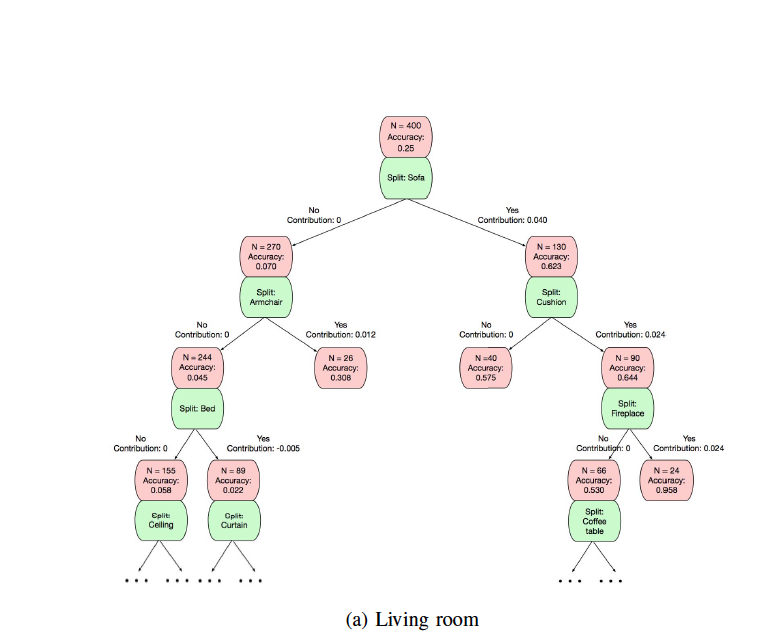 N = 400
Accuracy:
0.25
Split: Sofa
No
Contribution: 0
Yes
Contribution: 0.040
N = 270
Accuracy:
0.070
Split:
Armchair
N = 130
Accuracy:
0.623
Split:
Cushion
No
Contribution: 0
Yes
Contribution: 0.012
No
Contribution: 0
Yes
Contribution: 0.024
N = 244
Accuracy:
0.045
Split: Bed
N = 26
Accuracy:
0.308
N =40
Accuracy:
0.575
N = 90
Accuracy:
0.644
Split:
Fireplace
No
Contribution: 0
Yes
Contribution: -0.005
No
Contribution: 0
Yes
Contribution: 0.024
N = 155
Accuracy:
0.058
Split:
Ceiling
N = 89
Accuracy:
0.022
Split:
Curtain
N = 66
Accuracy:
0.530
Split:
Coffee
table
N = 24
Accuracy:
0.958
... ... ... ...
... ...
(a) Living room